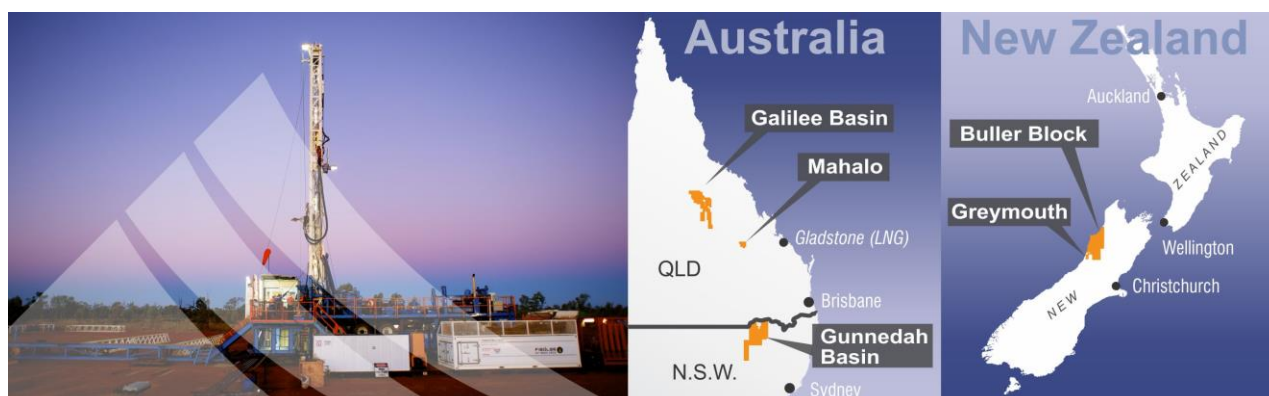 Australia
Galilee Basin
Mahalo
Gladstone (LNG)
QLD
Brisbane
Gunnedah
Basin
N.S.W.
Sydney
New Zealand
Auckland
Buller Block
ZEALAND
Greymouth
Wellington
Christchurch
NEW